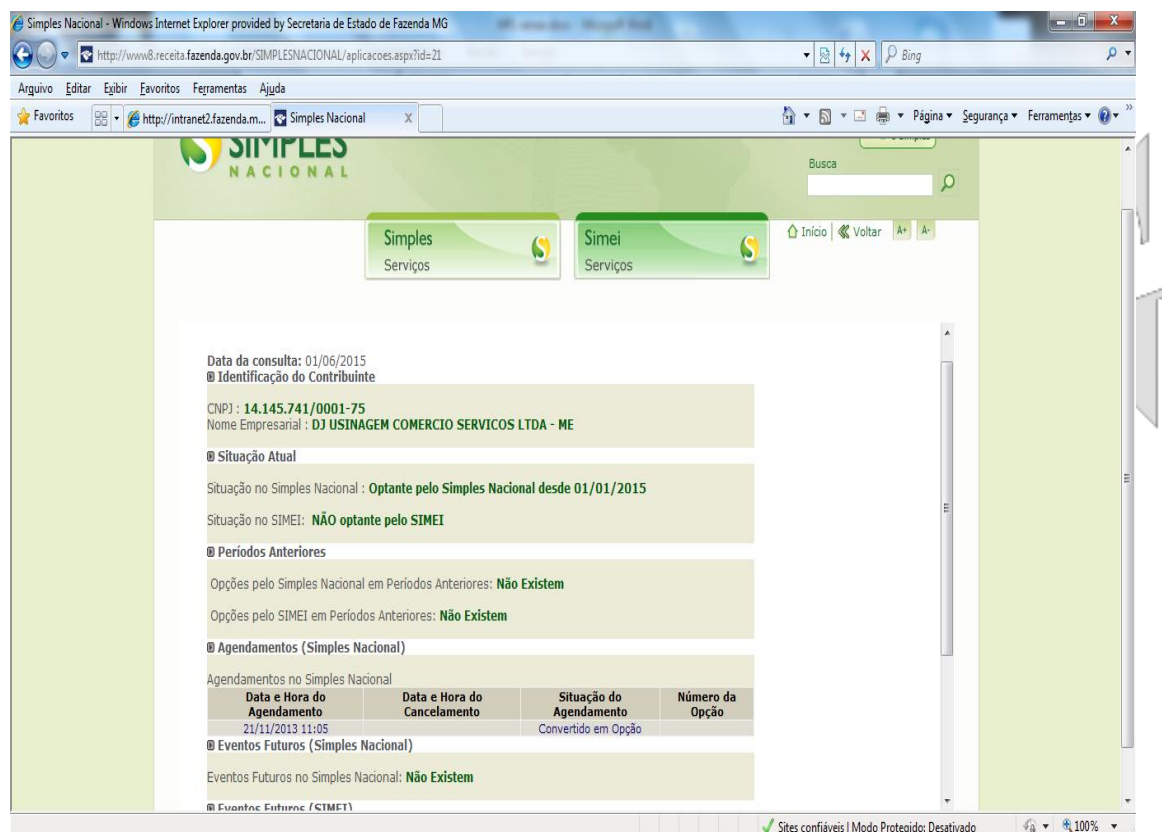 Simples Nacional - Windows Internet Explorer provided by Secretaria de Estado de Fazenda MG
http://www8.receita.fazenda.gov.br/SIMPLESNACIONAL/aplicacoes.aspx?id=21
Bing
Arquivo Editar Exibir Favoritos Ferramentas Ajuda
Favoritos http://intranet2.fazenda.m... Simples Nacional X Página Segurança Ferramentas
SIMPLES
NACIONAL
Busca
Simples
Serviços
Simei
Serviços
Início Voltar A+ A-
Data da consulta: 01/06/2015
Identificação do Contribuinte
CNPJ : 14.145.741/0001-75
Nome Empresarial : DJ USINAGEM COMERCIO SERVICOS LTDA - ME
Situação Atual
Situação no Simples Nacional : Optante pelo Simples Nacional desde 01/01/2015
Situação no SIMEI: NÃO optante pelo SIMEI
Períodos Anteriores
Opções pelo Simples Nacional em Períodos Anteriores: Não Existem
Opções pelo SIMEI em Períodos Anteriores: Não Existem
Agendamentos (Simples Nacional)
Agendamentos no Simples Nacional
Data e Hora do Agendamento Data e Hora do Cancelamento Situação do Agendamento Número da Opção
21/11/2013 11:05 Convertido em Opção
Eventos Futuros (Simples Nacional)
Eventos Futuros no Simples Nacional: Não Existem
Eventos Futuros (SIMEI)
Sites confiáveis | Modo Protegido: Desativado 100%